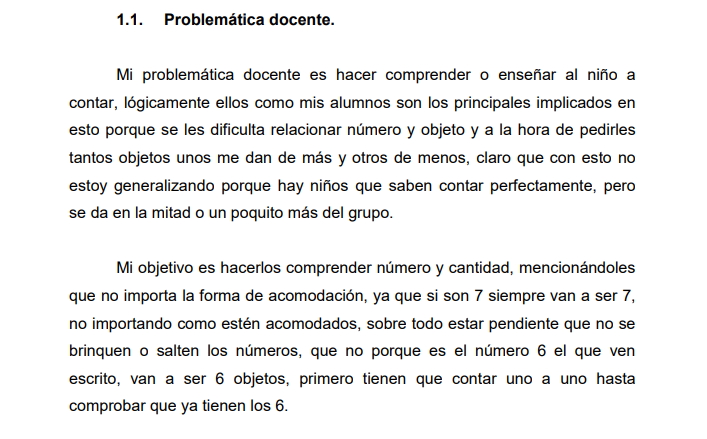 1.1. Problemática docente.
Mi problemática docente es hacer comprender o enseñar al niño a
contar, lógicamente ellos como mis alumnos son los principales implicados en
esto porque se les dificulta relacionar número y objeto y a la hora de pedirles
tantos objetos unos me dan de más y otros de menos, claro que con esto no
estoy generalizando porque hay niños que saben contar perfectamente, pero
se da en la mitad o un poquito más del grupo.
Mi objetivo es hacerlos comprender número y cantidad, mencionándoles
que no importa la forma de acomodación, ya que si son 7 siempre van a ser 7,
no importando como estén acomodados, sobre todo estar pendiente que no se
brinquen o salten los números, que no porque es el número 6 el que ven
escrito, van a ser 6 objetos, primero tienen que contar uno a uno hasta
comprobar que ya tienen los 6.